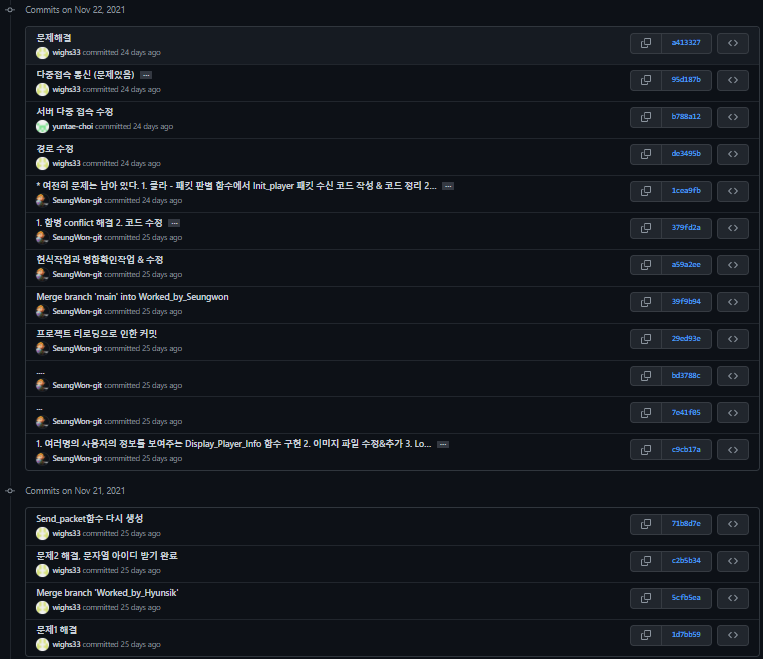 Commits on Nov 22, 2021
문제해결
wighs33 committed 24 days ago
a413327
다중접속 통신 (문제있음) ...
wighs33 committed 24 days ago
95d187b
서버 다중 접속 수정
yuntae-choi committed 24 days ago
b788a12
경로 수정
wighs33 committed 24 days ago
de3495b
* 여전히 문제는 남아 있다. 1. 클라 - 패킷 판별 함수에서 Init_player 패킷 수신 코드 작성 & 코드 정리 2... ...
SeungWon-git committed 24 days ago
1cea9fb
1. 합병 conflict 해결 2. 코드 수정 ...
SeungWon-git committed 25 days ago
379fd2a
현식작업과 병합확인작업 & 수정
SeungWon-git committed 25 days ago
a59a2ee
Merge branch 'main' into Worked_by_Seungwon
SeungWon-git committed 25 days ago
39f9b94
프로젝트 리로딩으로 인한 커밋
SeungWon-git committed 25 days ago
29ed93e
....
SeungWon-git committed 25 days ago
bd3788c
...
SeungWon-git committed 25 days ago
7e41f85
1. 여러명의 사용자의 정보를 보여주는 Display_Player_Info 함수 구현 2. 이미지 파일 수정&추가 3. Lo... ...
SeungWon-git committed 25 days ago
c9cb17a
Commits on Nov 21, 2021
Send_packet함수 다시 생성
wighs33 committed 25 days ago
71b8d7e
문제2 해결, 문자열 아이디 받기 완료
wighs33 committed 25 days ago
c2b5b34
Merge branch 'Worked_by_Hyunsik'
wighs33 committed 25 days ago
5cfb5ea
문제1 해결
wighs33 committed 25 days ago
1d7bb59